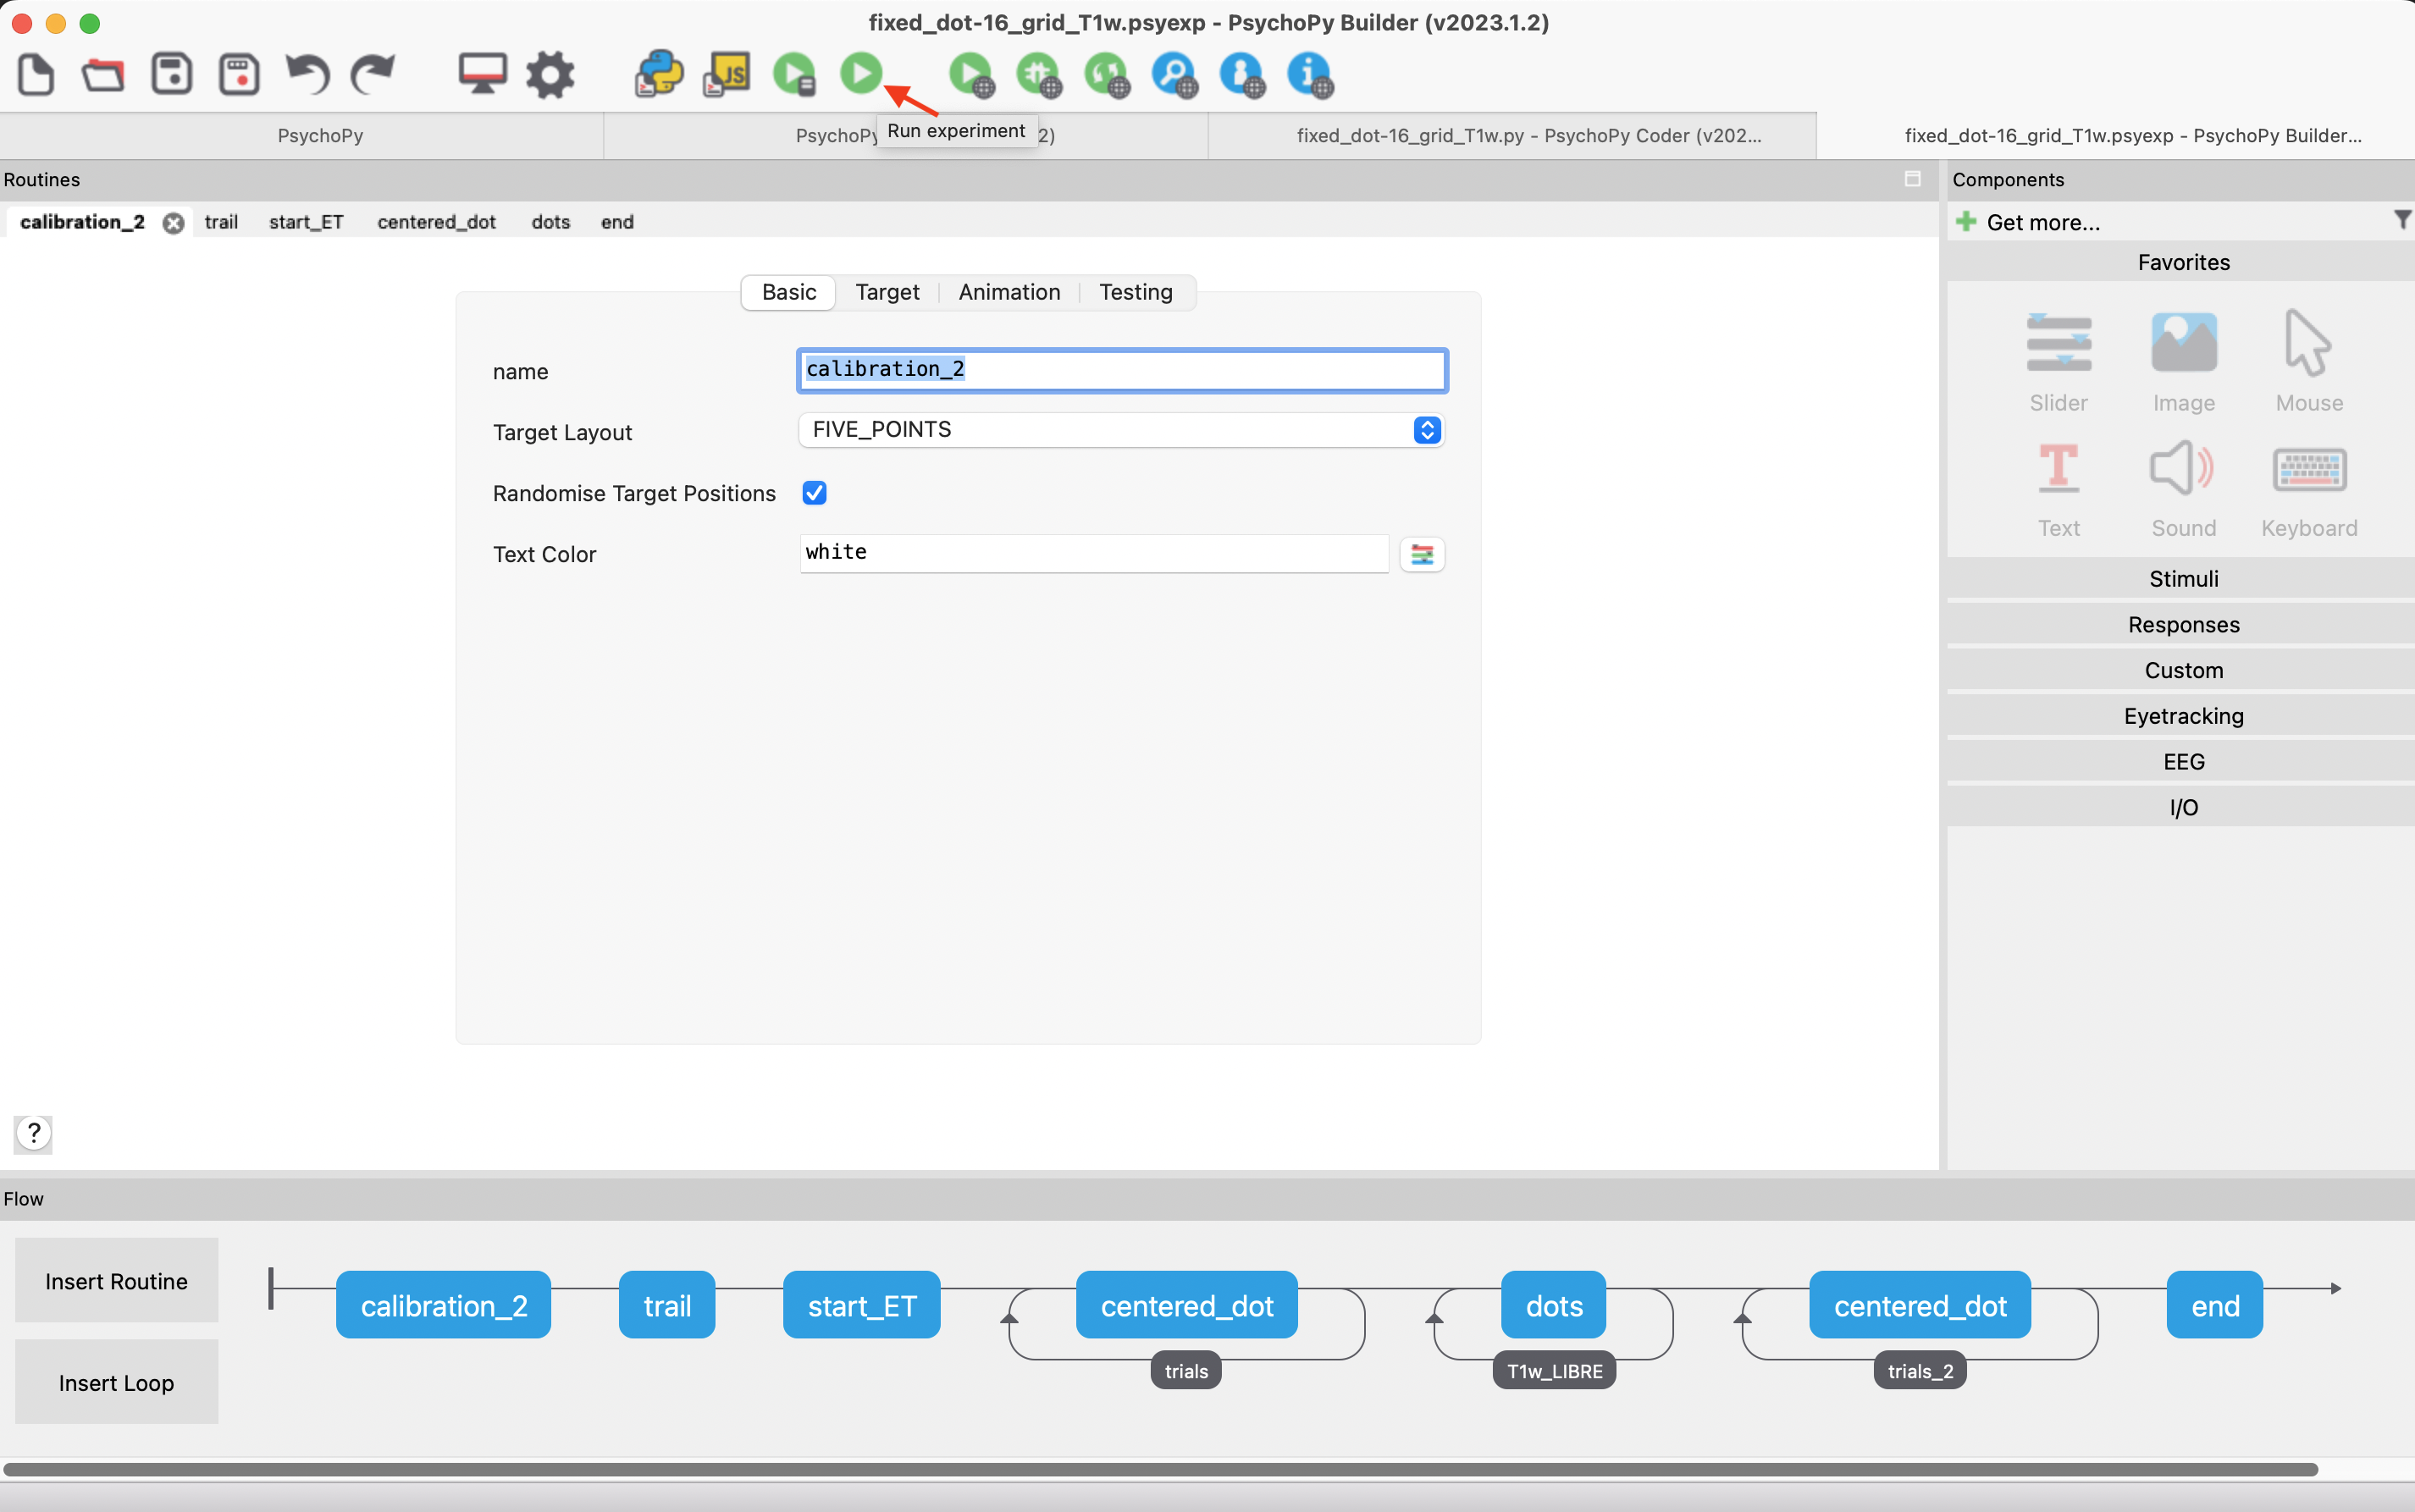 fixed_dot-16_grid_T1w.psyexp - PsychoPy Builder (v2023.1.2)
JS
PsychoPy
PsychoPy
2)
Run experiment
fixed_dot-16_grid_T1w.py - PsychoPy Coder (v202...
fixed_dot-16_grid_T1w.psyexp - PsychoPy Builder...
Routines
Components
calibration_2
trail
start_ET
centered_dot
dots
end
Get more...
Favorites
Basic
Target
Animation
Testing
name
calibration_2
Target Layout
FIVE_POINTS
Randomise Target Positions
Text Color
white
Slider
Image
Mouse
Text
Sound
Keyboard
Stimuli
Responses
Custom
Eyetracking
EEG
I/O
?
Flow
Insert Routine
Insert Loop
calibration_2
trail
start_ET
centered_dot
trials
dots
T1w_LIBRE
centered_dot
trials_2
end